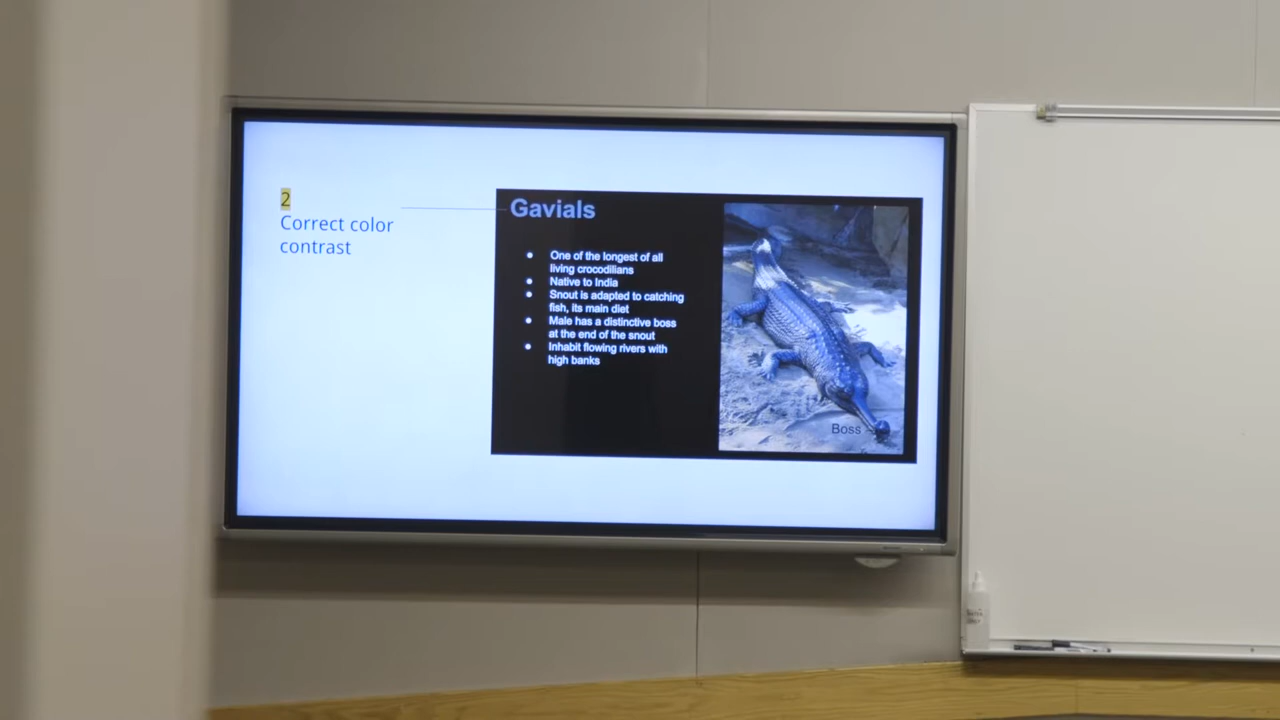 2
Correct color
contrast
Gavials
One of the longest of all
living crocodilians
Native to India
Snout is adapted to catching
fish, its main diet
Male has a distinctive boss
at the end of the snout
Inhabit flowing rivers with
high banks
Boss